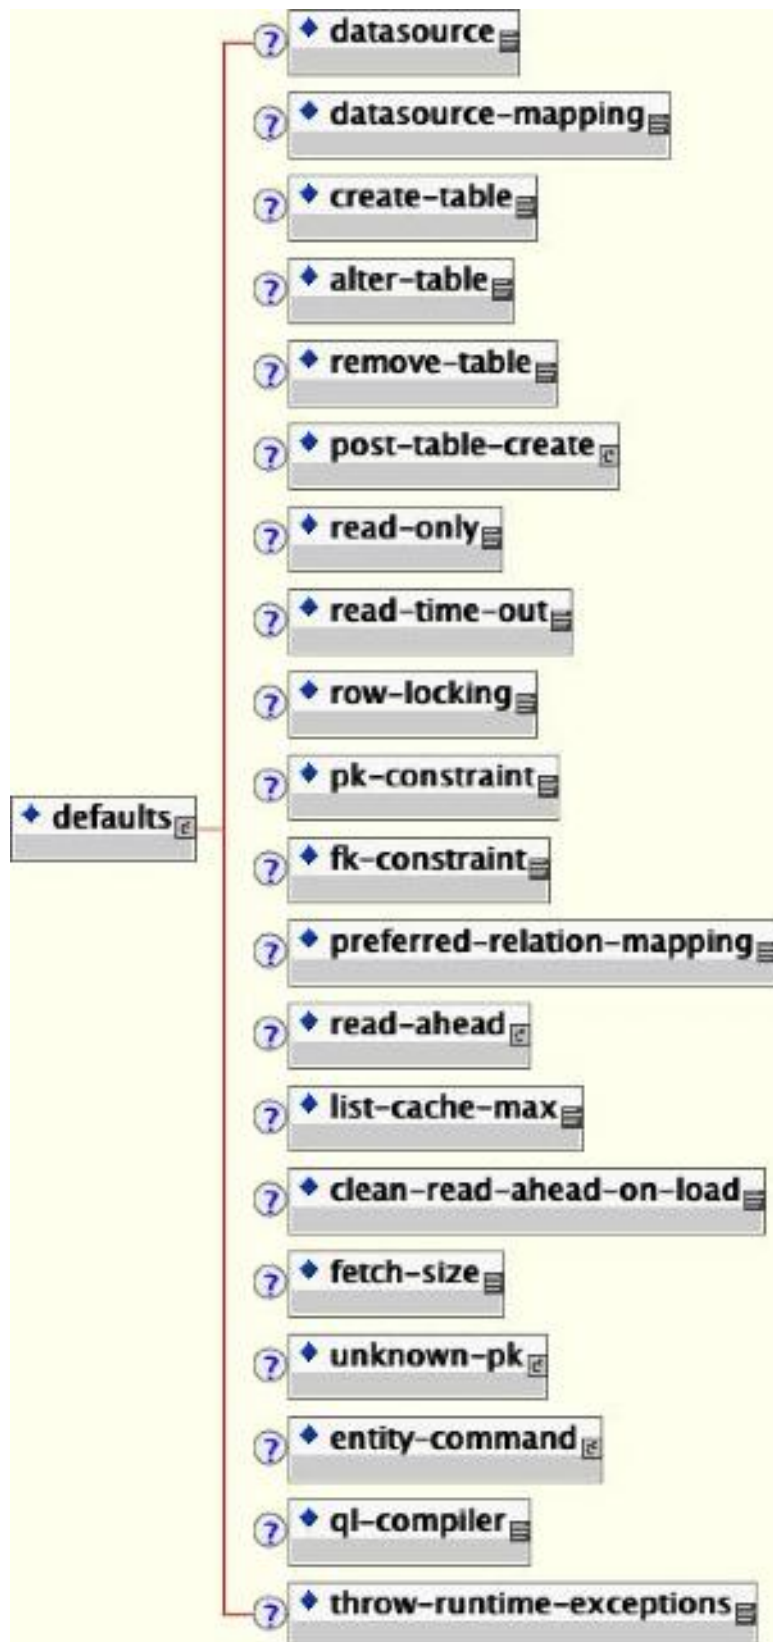 ? datasource
? datasource-mapping
? create-table
? alter-table
? remove-table
? post-table-create
? read-only
? read-time-out
? row-locking
? pk-constraint
defaults
? fk-constraint
? preferred-relation-mapping
? read-ahead
? list-cache-max
? clean-read-ahead-on-load
? fetch-size
? unknown-pk
? entity-command
? ql-compiler
? throw-runtime-exceptions